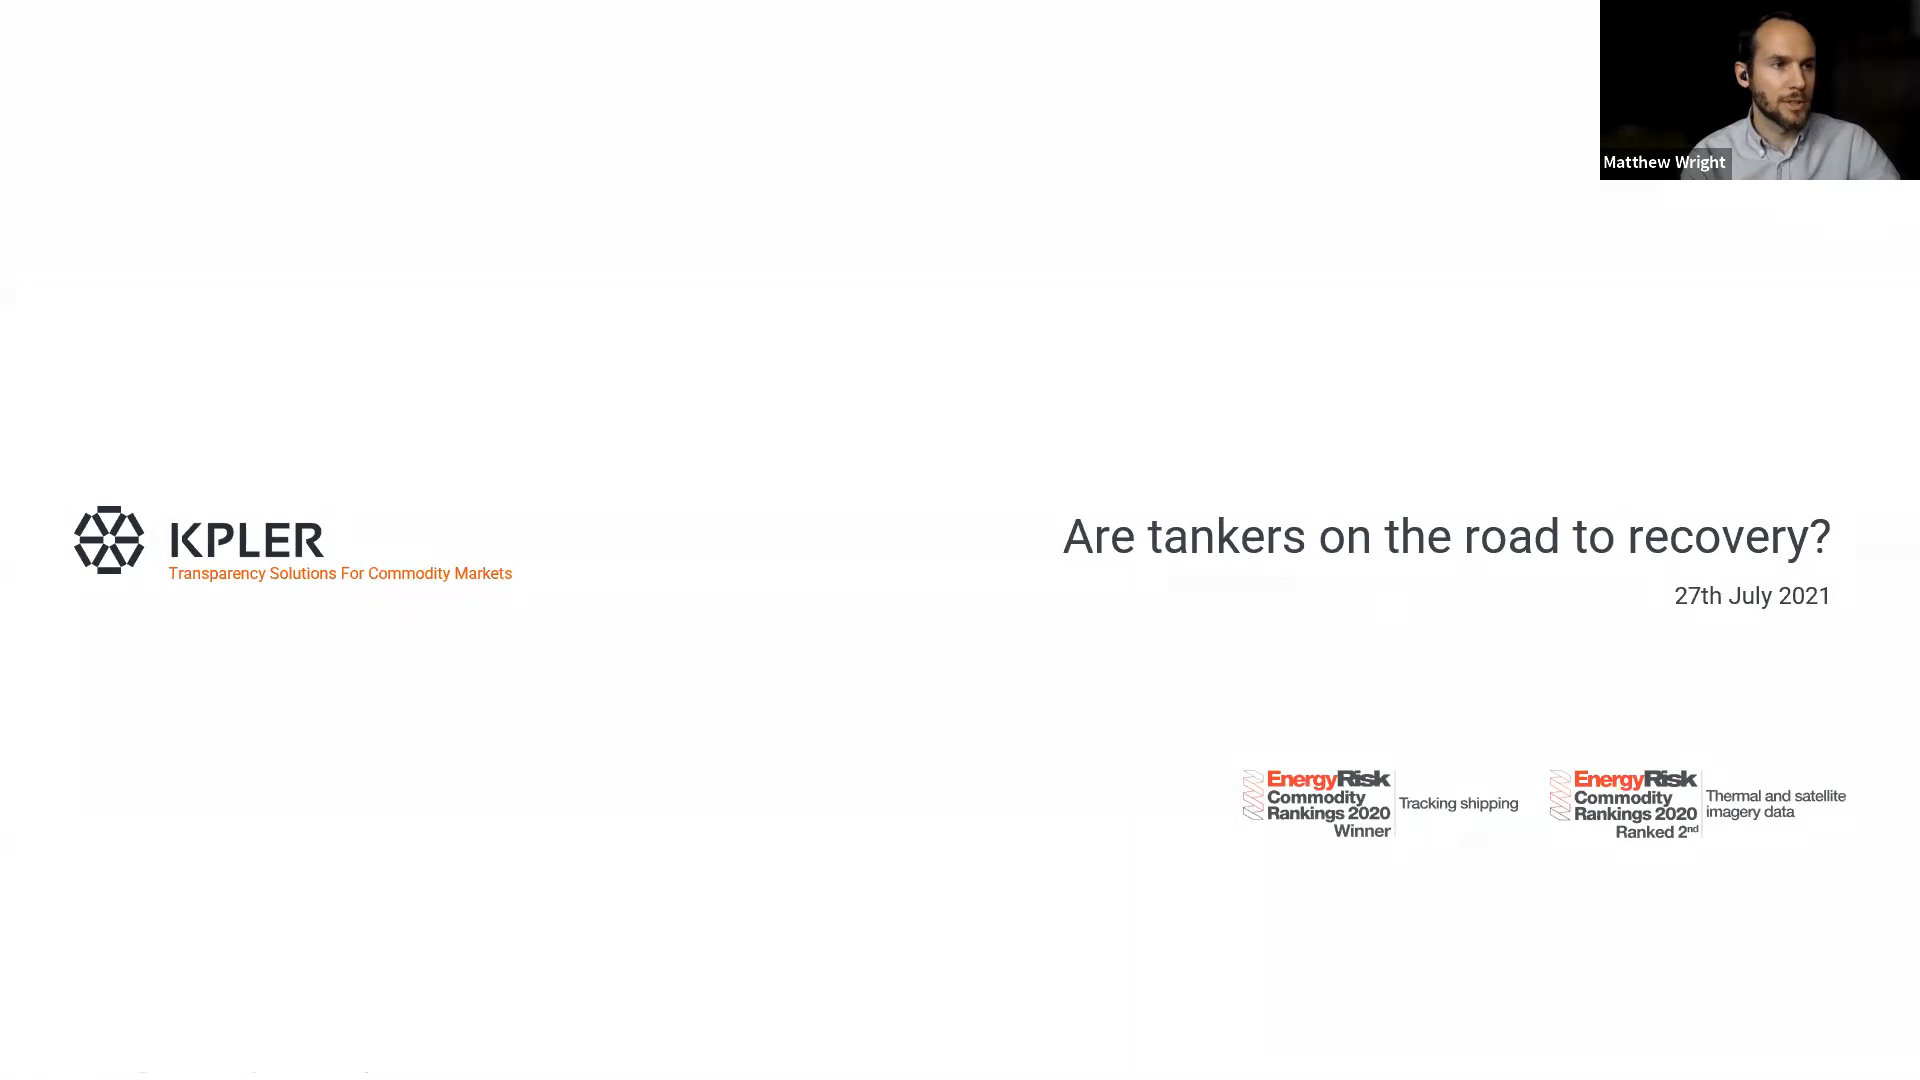 Matthew Wright
KPLER
Transparency Solutions For Commodity Markets
Are tankers on the road to recovery?
27th July 2021
EnergyRisk
Commodity
Rankings 2020
Winner
Tracking shipping
EnergyRisk
Commodity
Rankings 2020
Ranked 2nd
Thermal and satellite
imagery data